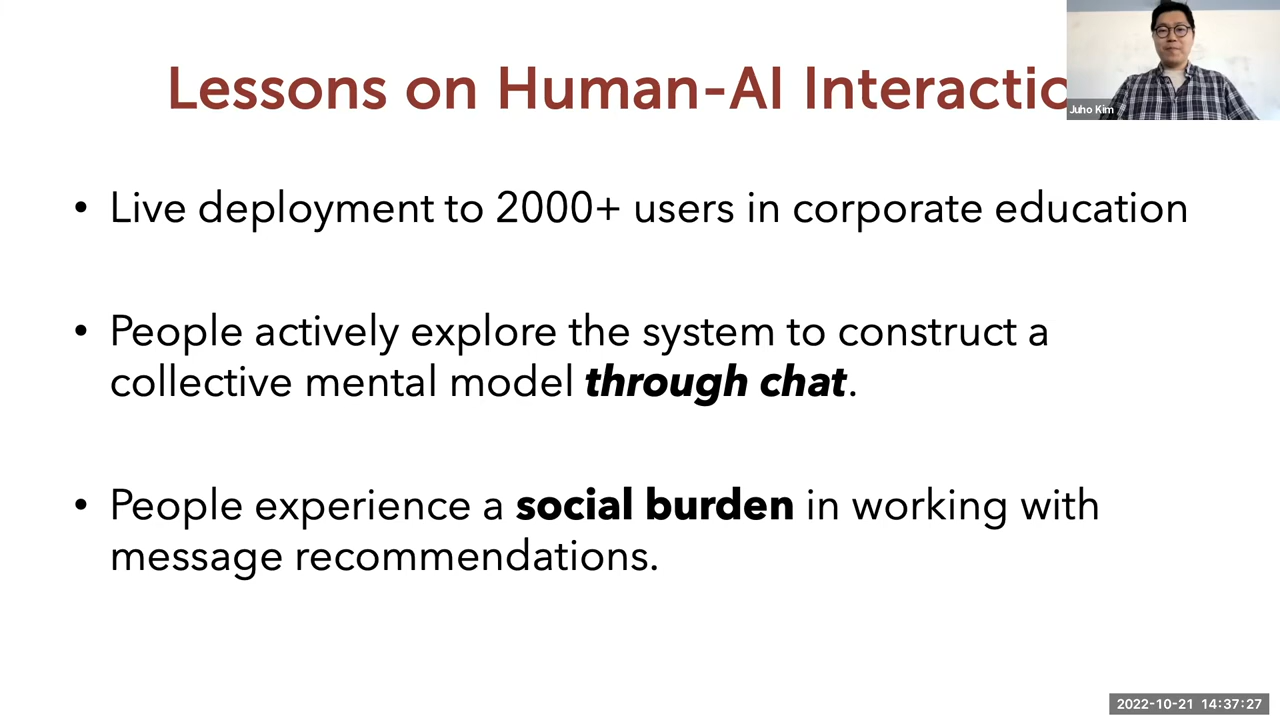 Lessons on Human-AI Interactio
Juho Kim
• Live deployment to 2000+ users in corporate education
• People actively explore the system to construct a
collective mental model through chat.
• People experience a social burden in working with
message recommendations.
2022-10-21 14:37:27